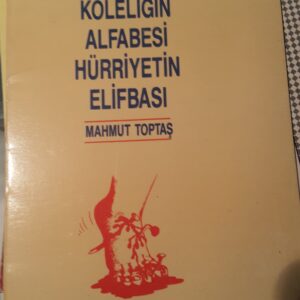 KÖLELİĞİN
ALFABESİ
HÜRRİYETİN
ELİFBASI
MAHMUT TOPTAŞ